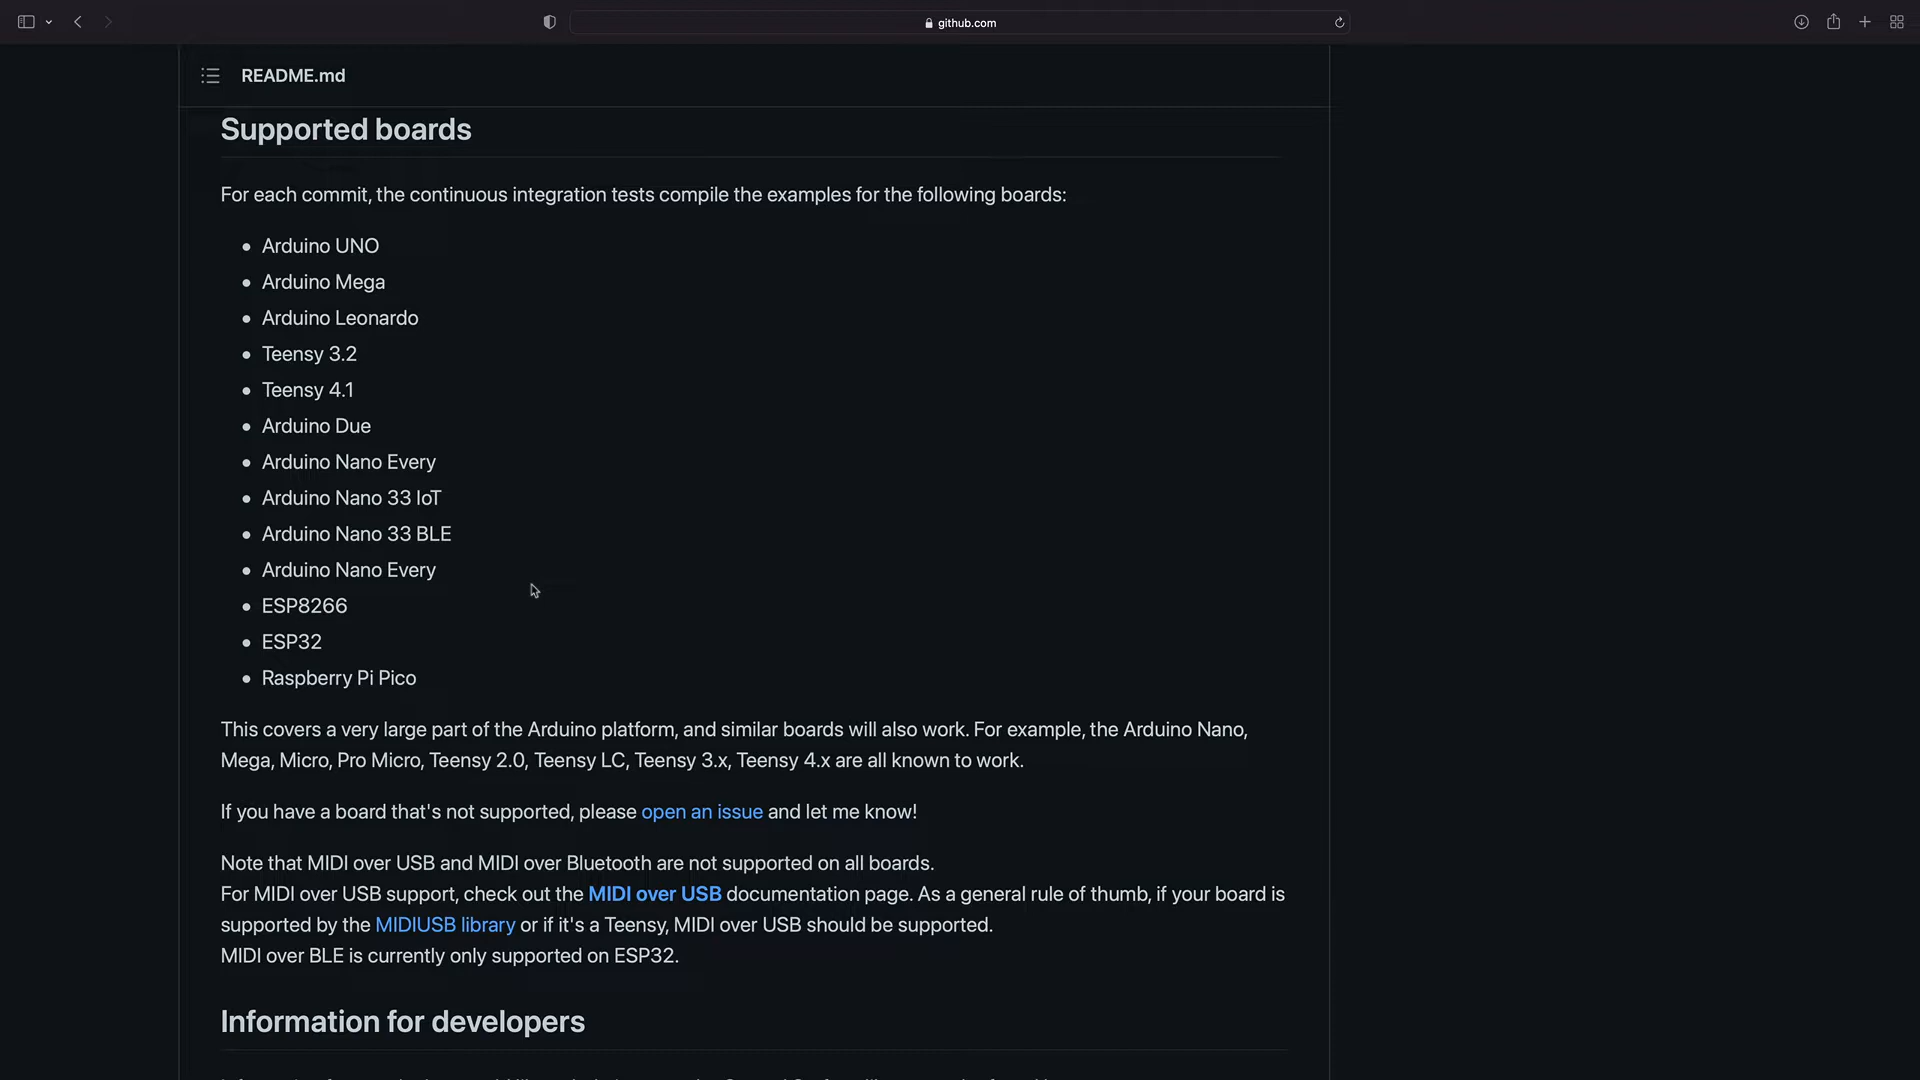 github.com
README.md
Supported boards
For each commit, the continuous integration tests compile the examples for the following boards:
Arduino UNO
Arduino Mega
Arduino Leonardo
Teensy 3.2
Teensy 4.1
Arduino Due
Arduino Nano Every
Arduino Nano 33 IoT
Arduino Nano 33 BLE
Arduino Nano Every
ESP8266
ESP32
Raspberry Pi Pico
This covers a very large part of the Arduino platform, and similar boards will also work. For example, the Arduino Nano,
Mega, Micro, Pro Micro, Teensy 2.0, Teensy LC, Teensy 3.x, Teensy 4.x are all known to work.
If you have a board that's not supported, please open an issue and let me know!
Note that MIDI over USB and MIDI over Bluetooth are not supported on all boards.
For MIDI over USB support, check out the MIDI over USB documentation page. As a general rule of thumb, if your board is
supported by the MIDIUSB library or if it's a Teensy, MIDI over USB should be supported.
MIDI over BLE is currently only supported on ESP32.
Information for developers